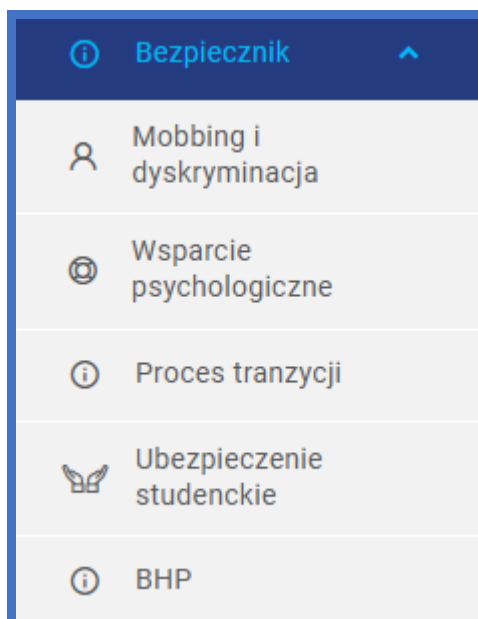 Bezpiecznik
Mobbing i
dyskryminacja
Wsparcie
psychologiczne
Proces tranzycji
Ubezpieczenie
studenckie
BHP